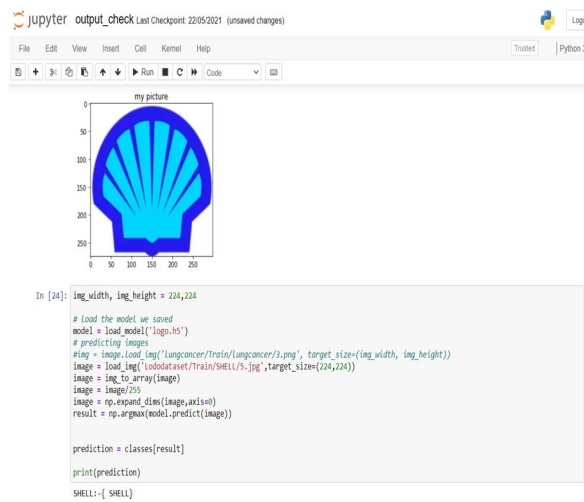 jupyter output_check Last Checkpoint: 22/05/2021 (unsaved changes)
File Edit View Insert Cell Kernel Help
Trusted
Python 3
Run
Code
my picture
0
50
100
150
200
250
0 50 100 150 200 250
In [24]: img_width, img_height = 224,224
# load the model we saved
model = load_model('logo.h5')
# predicting images
#img = image.load_img('Lungcancer/Train/lungcancer/3.png', target_size=(img_width, img_height))
image = load_img('Lododataset/Train/SHELL/5.jpg',target_size=(224,224))
image = img_to_array(image)
image = image/255
image = np.expand_dims(image,axis=0)
result = np.argmax(model.predict(image))
prediction = classes[result]
print(prediction)
SHELL:-{ SHELL}